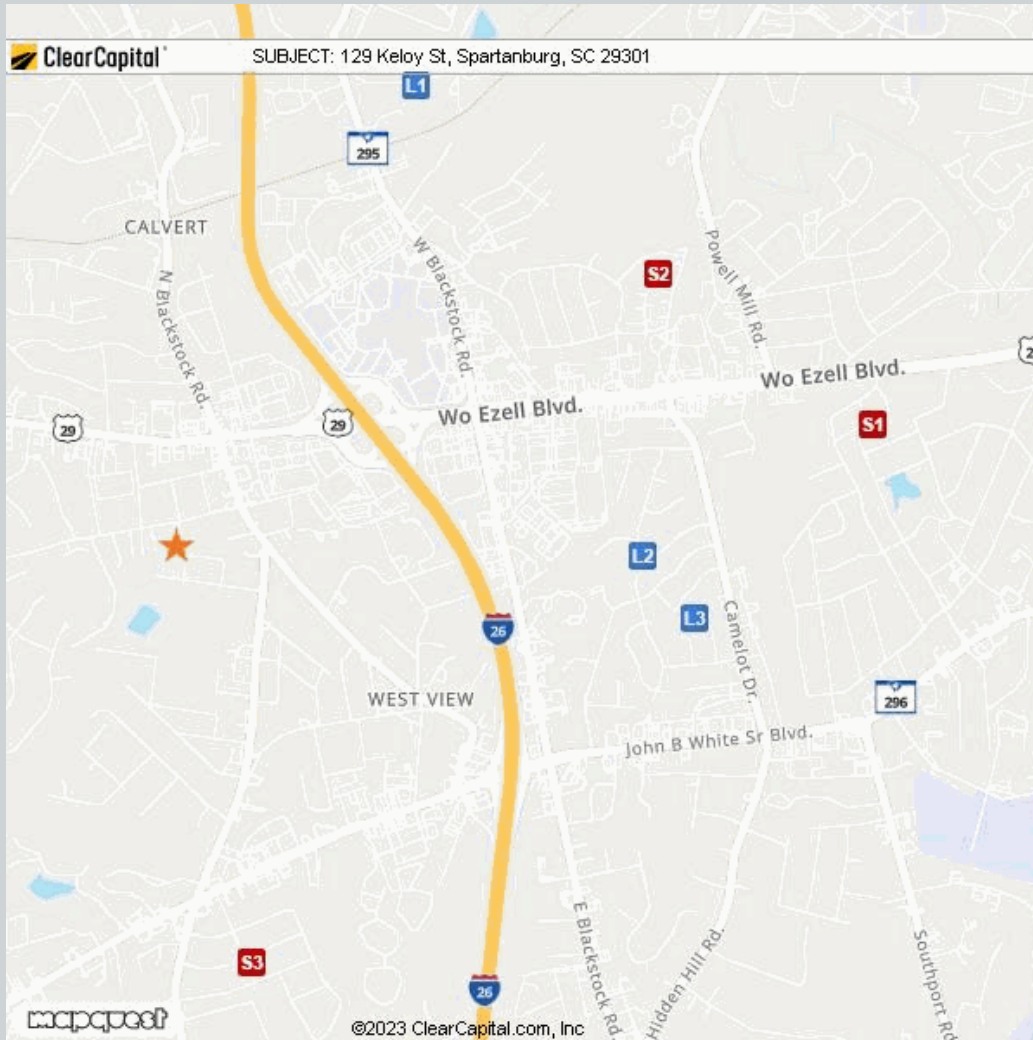 ClearCapital
SUBJECT: 129 Keloy St, Spartanburg, SC 29301
L1
295
CALVERT
N Blackstock Rd.
W Blackstock Rd.
S2
Powell Mill Rd.
Wo Ezell Blvd.
Wo Ezell Blvd.
29
29
S1
L2
L3
26
Camelot Dr.
WEST VIEW
296
John B White Sr Blvd.
E Blackstock Rd.
Hidden Hill Rd.
Southport Rd
S3
26
mapquest
©2023 ClearCapital.com, Inc